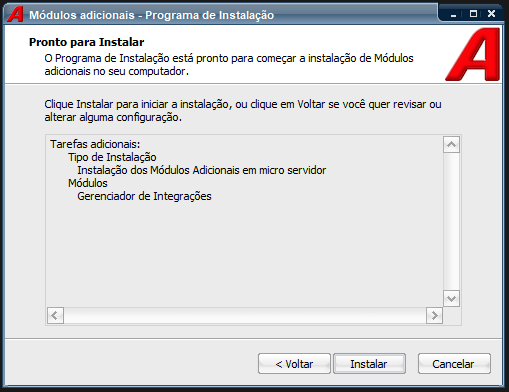 Módulos adicionais - Programa de Instalação
Pronto para Instalar
O Programa de Instalação está pronto para começar a instalação de Módulos
adicionais no seu computador.
A
Clique Instalar para iniciar a instalação, ou clique em Voltar se você quer revisar ou
alterar alguma configuração.
Tarefas adicionais:
Tipo de Instalação
Instalação dos Módulos Adicionais em micro servidor
Módulos
Gerenciador de Integrações
< Voltar
Instalar
Cancelar